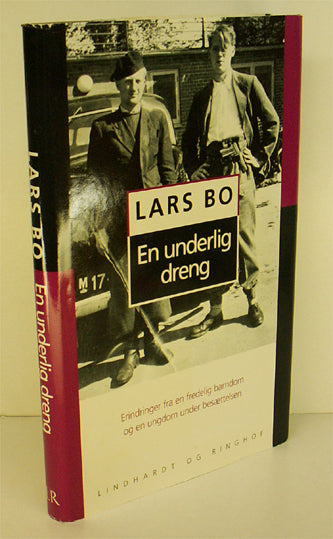 LARS BO
En underlig
dreng
M 17
Erindringer fra en fredelig barndom
og en ungdom under besættelsen
LINDHARDT OG RINGHOF
LARS BO En underlig dreng
LR